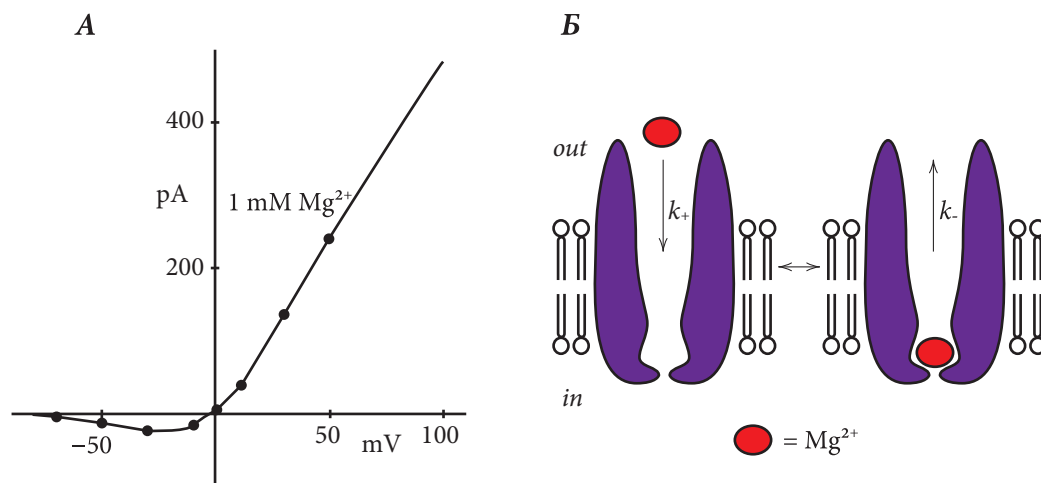 А
400
pA
1 mM Mg²⁺
200
−50
50
mV
100
Б
out
k₊
k₋
in
= Mg²⁺